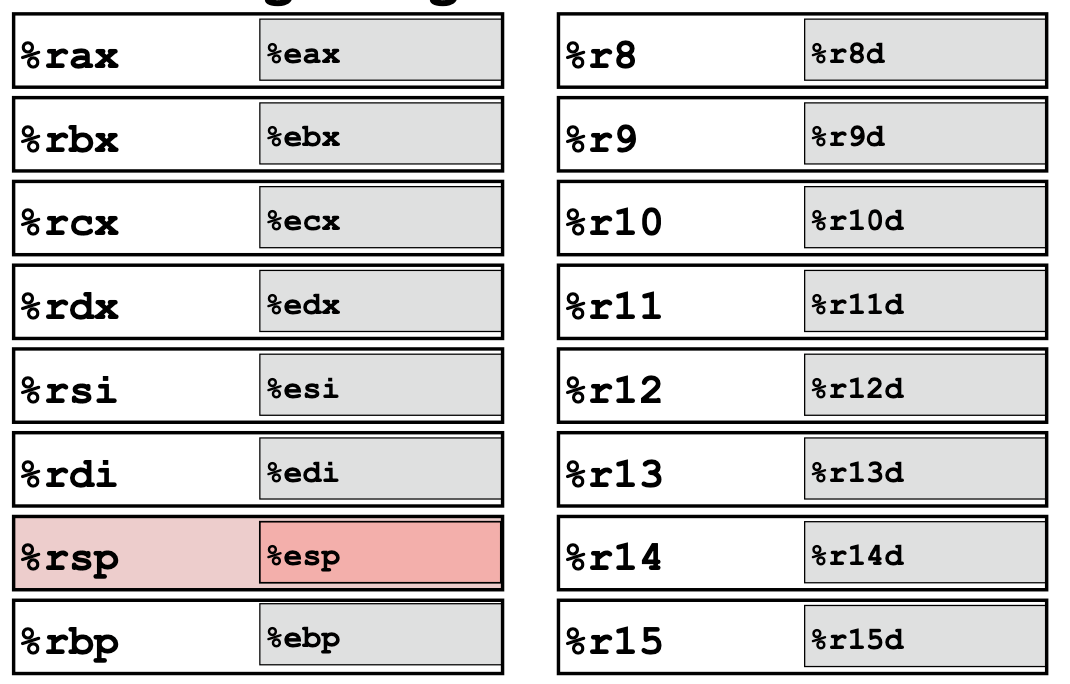 %rax %eax %r8 %r8d
%rbx %ebx %r9 %r9d
%rcx %ecx %r10 %r10d
%rdx %edx %r11 %r11d
%rsi %esi %r12 %r12d
%rdi %edi %r13 %r13d
%rsp %esp %r14 %r14d
%rbp %ebp %r15 %r15d